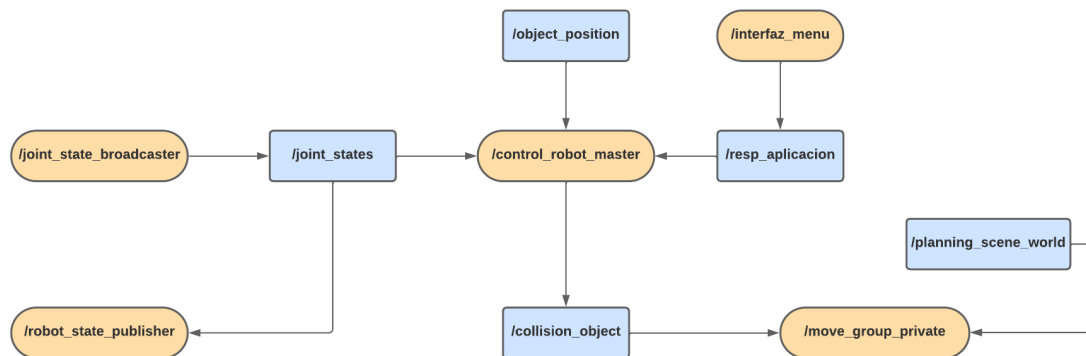 /object_position
/interfaz_menu
/joint_state_broadcaster
/joint_states
/control_robot_master
/resp_aplicacion
/planning_scene_world
/robot_state_publisher
/collision_object
/move_group_private